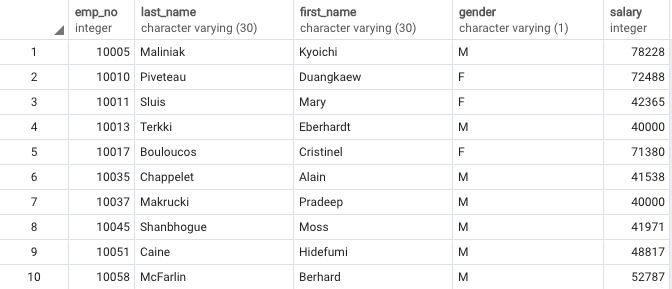 emp_no last_name first_name gender salary
integer character varying (30) character varying (30) character varying (1) integer
1 10005 Maliniak Kyoichi M 78228
2 10010 Piveteau Duangkaew F 72488
3 10011 Sluis Mary F 42365
4 10013 Terkki Eberhardt M 40000
5 10017 Bouloucos Cristinel F 71380
6 10035 Chappelet Alain M 41538
7 10037 Makrucki Pradeep M 40000
8 10045 Shanbhogue Moss M 41971
9 10051 Caine Hidefumi M 48817
10 10058 McFarlin Berhard M 52787